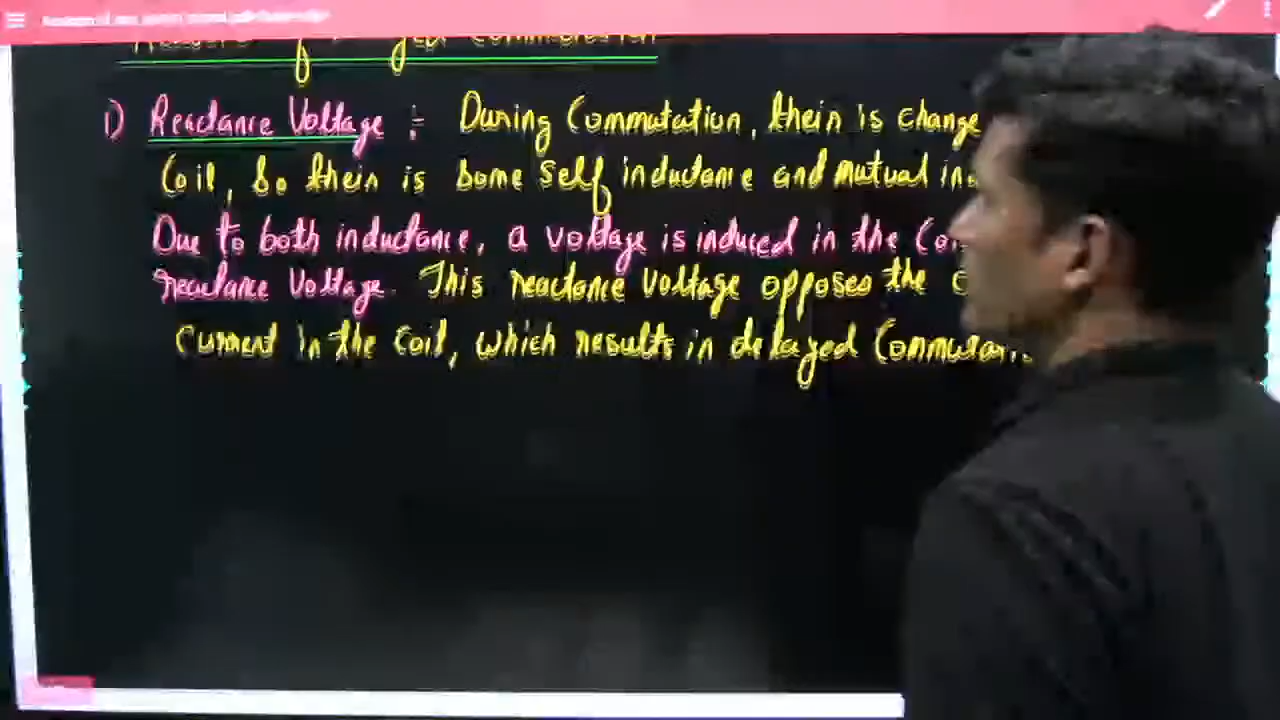 1) Reactance Voltage :- During Commutation, thein is change
Coil, So thein is Some Self inductance and mutual
Due to both inductance, a voltage is induced in the
reactance Voltage. This reactance Voltage opposes the
Current in the Coil, which results in delayed Commutation